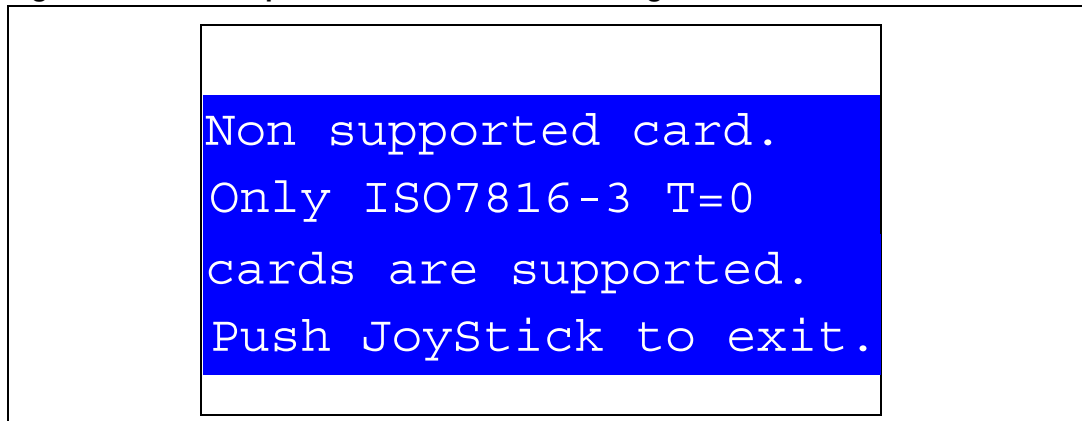 Non supported card.
Only ISO7816-3 T=0
cards are supported.
Push JoyStick to exit.